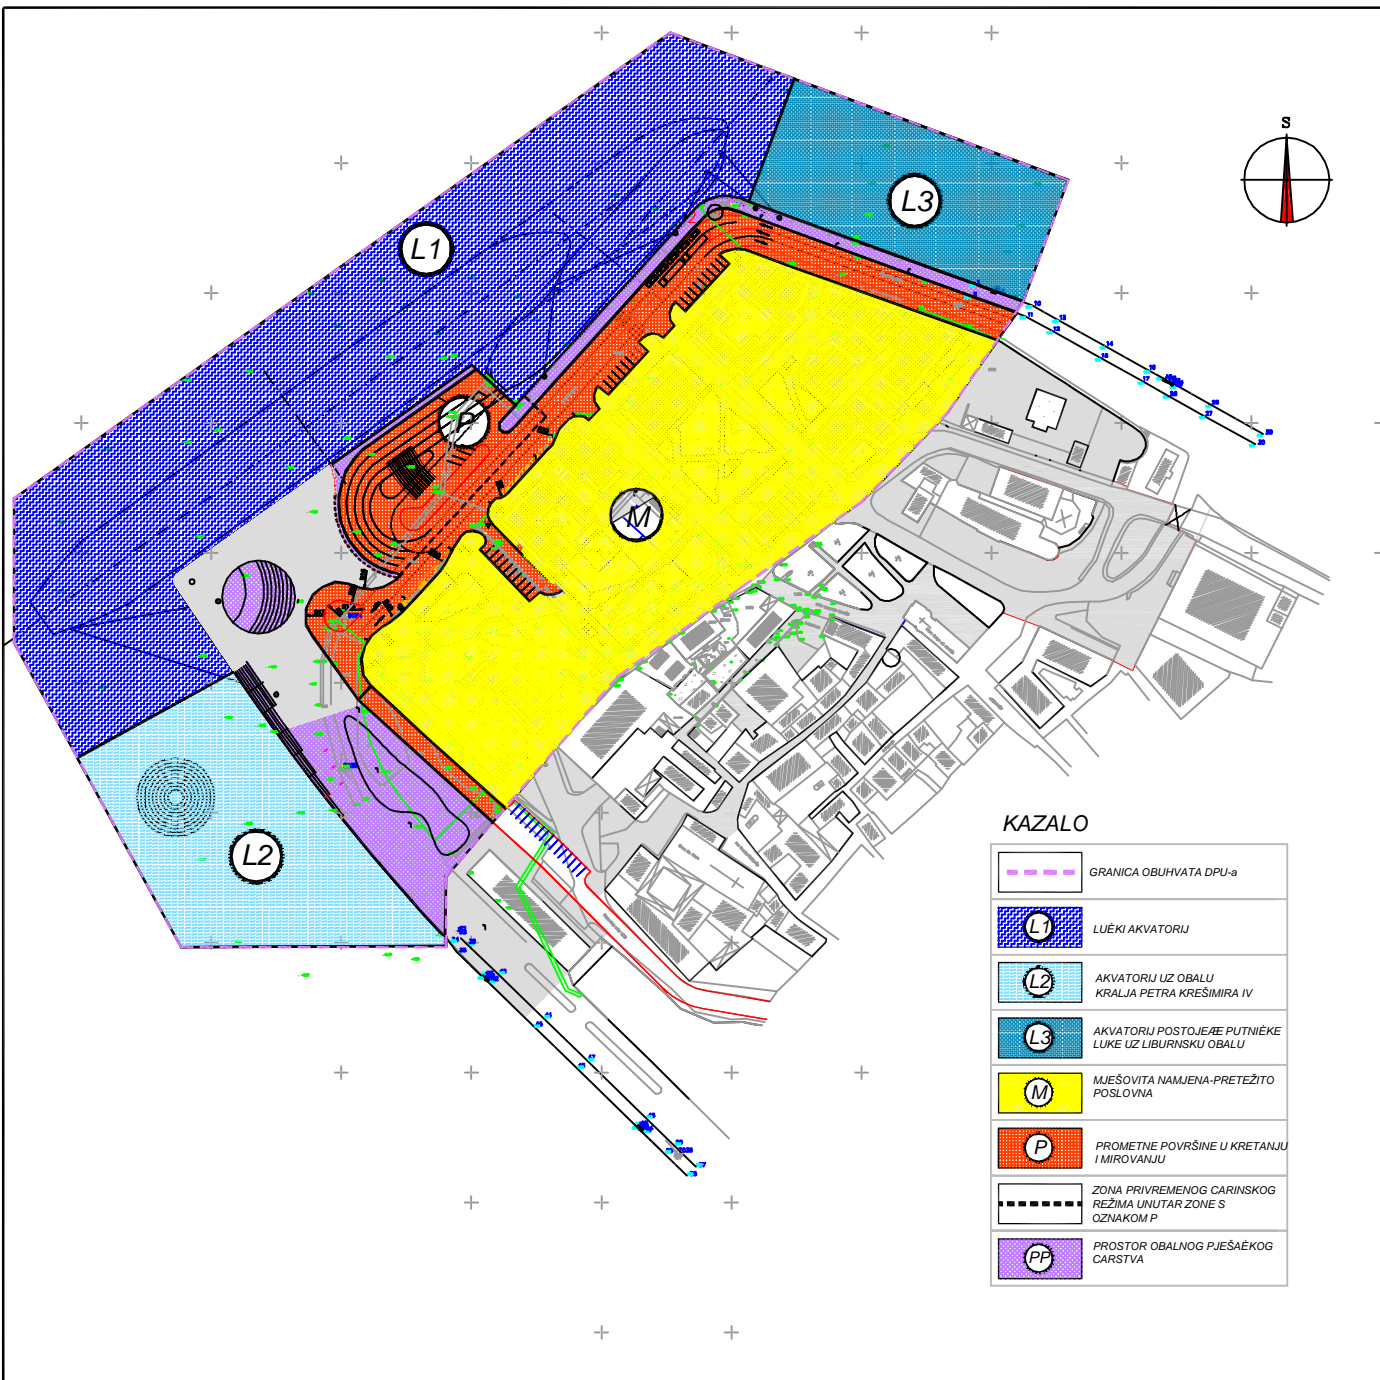 S
L3
L1
P
M
L2
KAZALO
GRANICA OBUHVATA DPU-a
L1
LUÈKI AKVATORIJ
L2
AKVATORIJ UZ OBALU
KRALJA PETRA KREŠIMIRA IV
L3
AKVATORIJ POSTOJEÆE PUTNIÈKE
LUKE UZ LIBURNSKU OBALU
M
MJEŠOVITA NAMJENA-PRETEŽITO
POSLOVNA
P
PROMETNE POVRŠINE U KRETANJU
I MIROVANJU
ZONA PRIVREMENOG CARINSKOG
REŽIMA UNUTAR ZONE S
OZNAKOM P
PP
PROSTOR OBALNOG PJEŠAÈKOG
CARSTVA